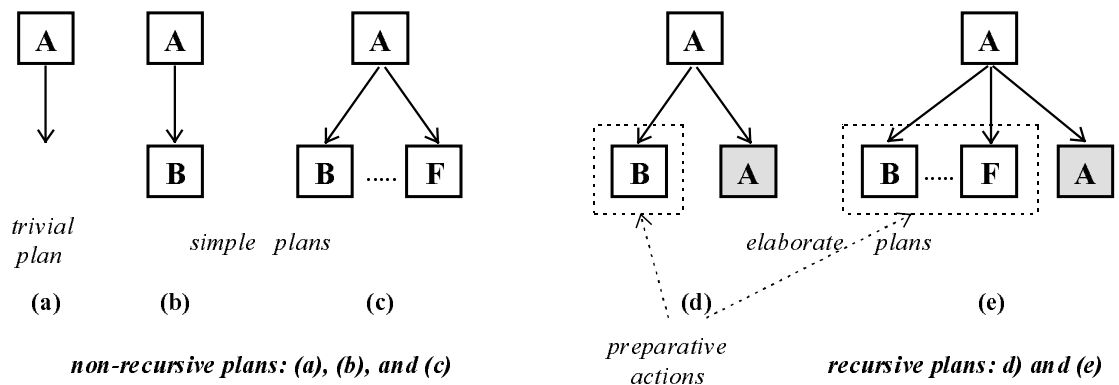 A A A A A
B B ..... F B A B ..... F A
trivial
plan
simple plans
elaborate plans
(a) (b) (c) (d) (e)
preparative
actions
non-recursive plans: (a), (b), and (c)
recursive plans: d) and (e)